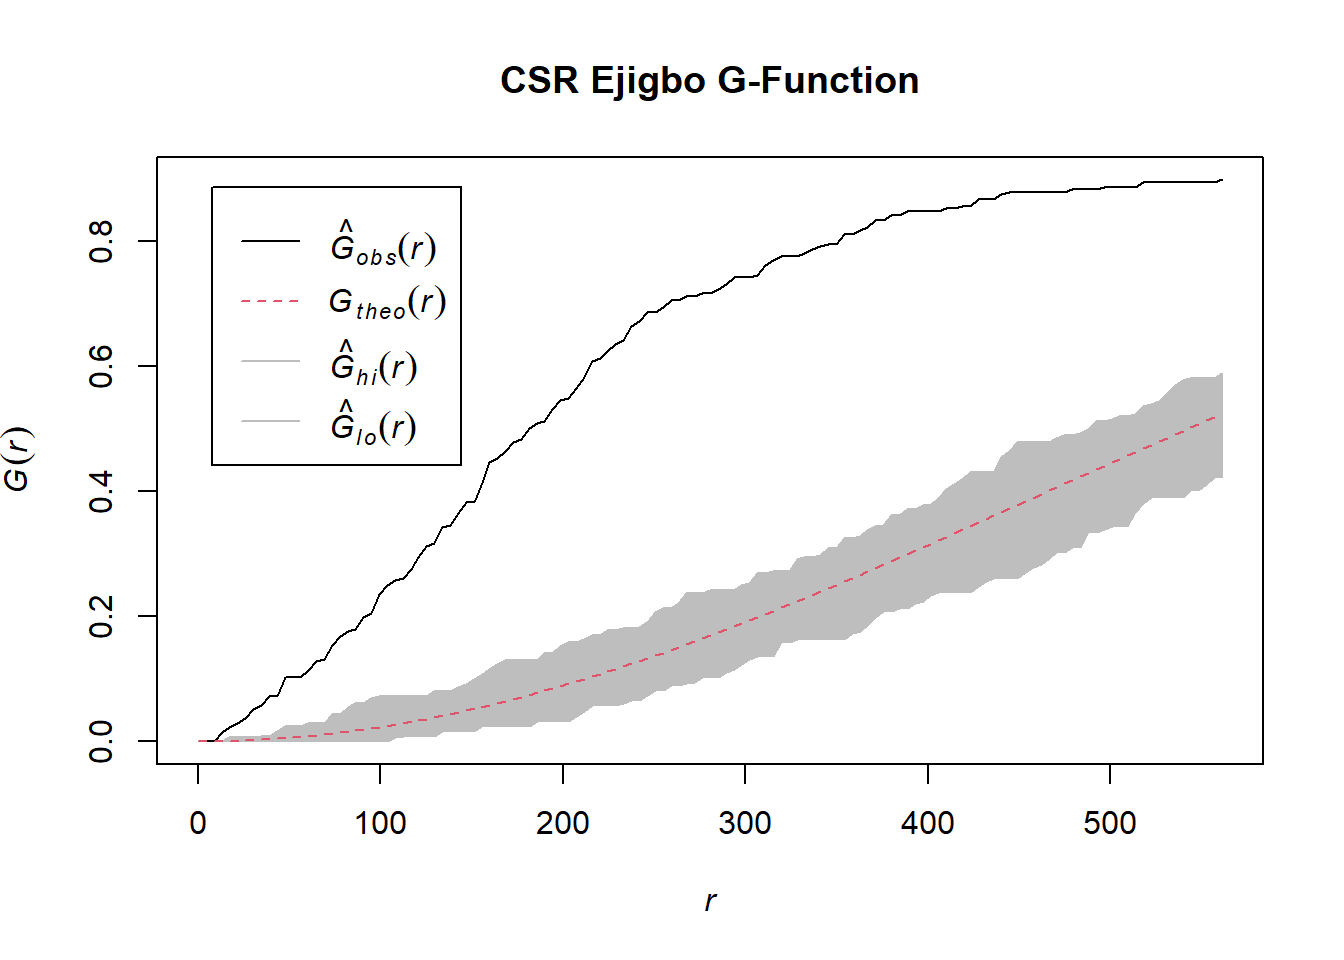 CSR Ejigbo G-Function
G(r)
0.8
0.6
0.4
0.2
0.0
Ĝobs(r)
Gtheo(r)
Ĝhi(r)
Ĝlo(r)
0 100 200 300 400 500
r